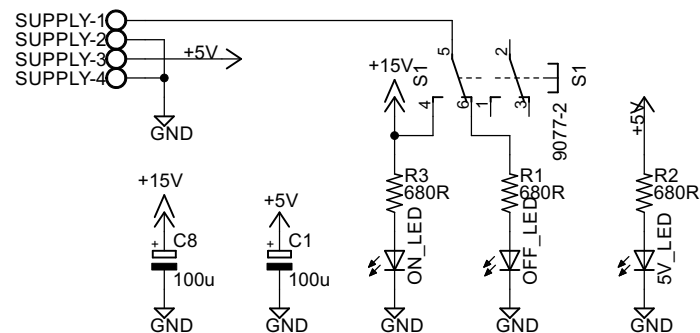 SUPPLY-1
SUPPLY-2
SUPPLY-3
SUPPLY-4
+5V
GND
+15V
S1
5
2
4
6
1
3
S1
9077-2
+5V
R3
680R
R1
680R
R2
680R
ON_LED
OFF_LED
5V_LED
+15V
+5V
+
C8
100u
+
C1
100u
GND
GND
GND
GND
GND